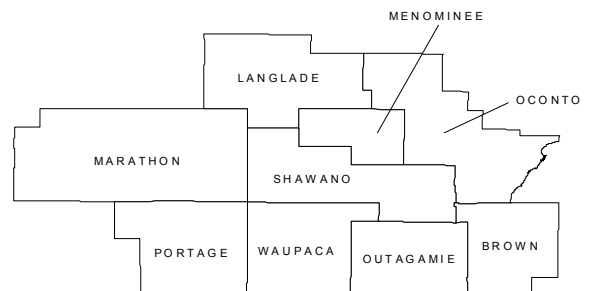 MENOMINEE
LANGLADE
OCONTO
MARATHON
SHAWANO
PORTAGE
WAUPACA
OUTAGAMIE
BROWN